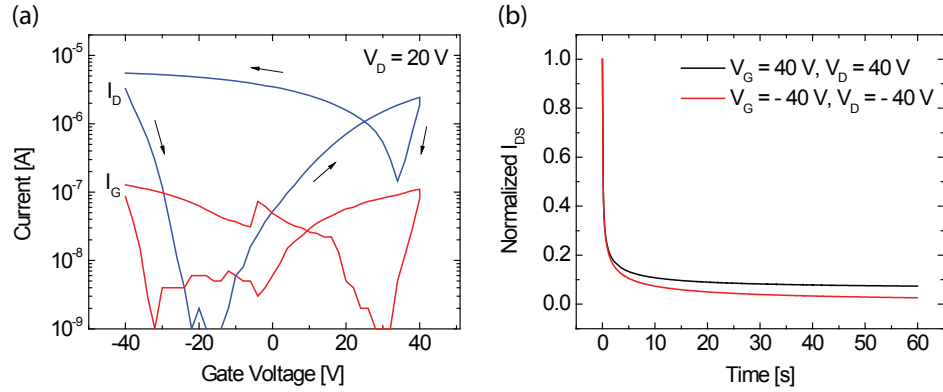 (a)
V_D = 20 V
I_D
I_G
10^-5
10^-6
10^-7
10^-8
10^-9
Current [A]
-40 -20 0 20 40
Gate Voltage [V]
(b)
V_G = 40 V, V_D = 40 V
V_G = - 40 V, V_D = - 40 V
1.0
0.8
0.6
0.4
0.2
0.0
Normalized I_DS
0 10 20 30 40 50 60
Time [s]